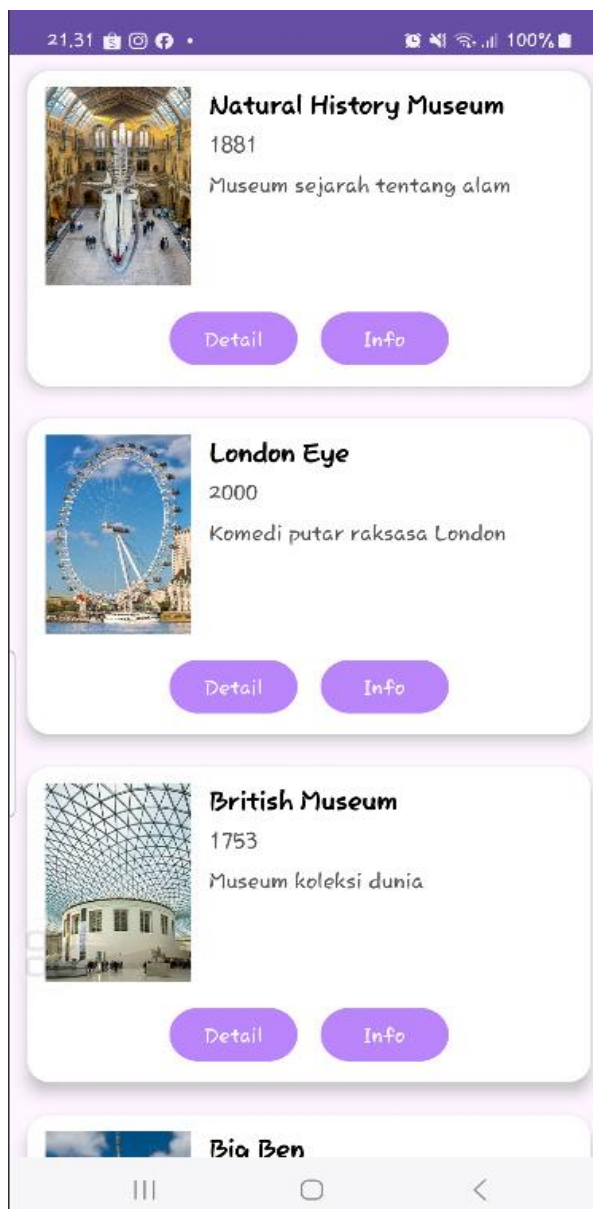 21.31
100%
Natural History Museum
1881
Museum sejarah tentang alam
Detail Info
London Eye
2000
Komedi putar raksasa London
Detail Info
British Museum
1753
Museum koleksi dunia
Detail Info
Big Ben